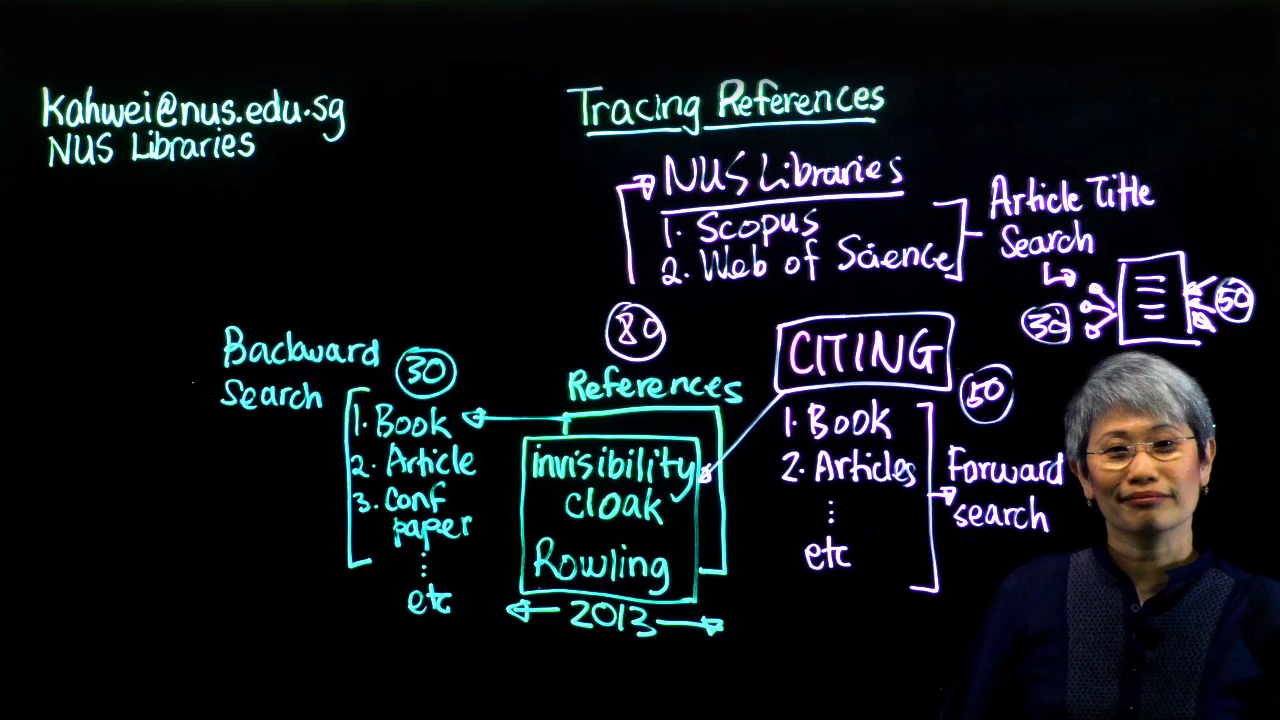 Kahwei@nus.edu.sg
NUS Libraries
Tracing References
NUS Libraries
1. Scopus
2. Web of Science
Article Title
Search
30
50
80
Backward
Search
30
1. Book
2. Article
3. Conf
paper
etc
References
invisibility
cloak
Rowling
2013
CITING
50
1. Book
2. Articles
etc
Forward
search